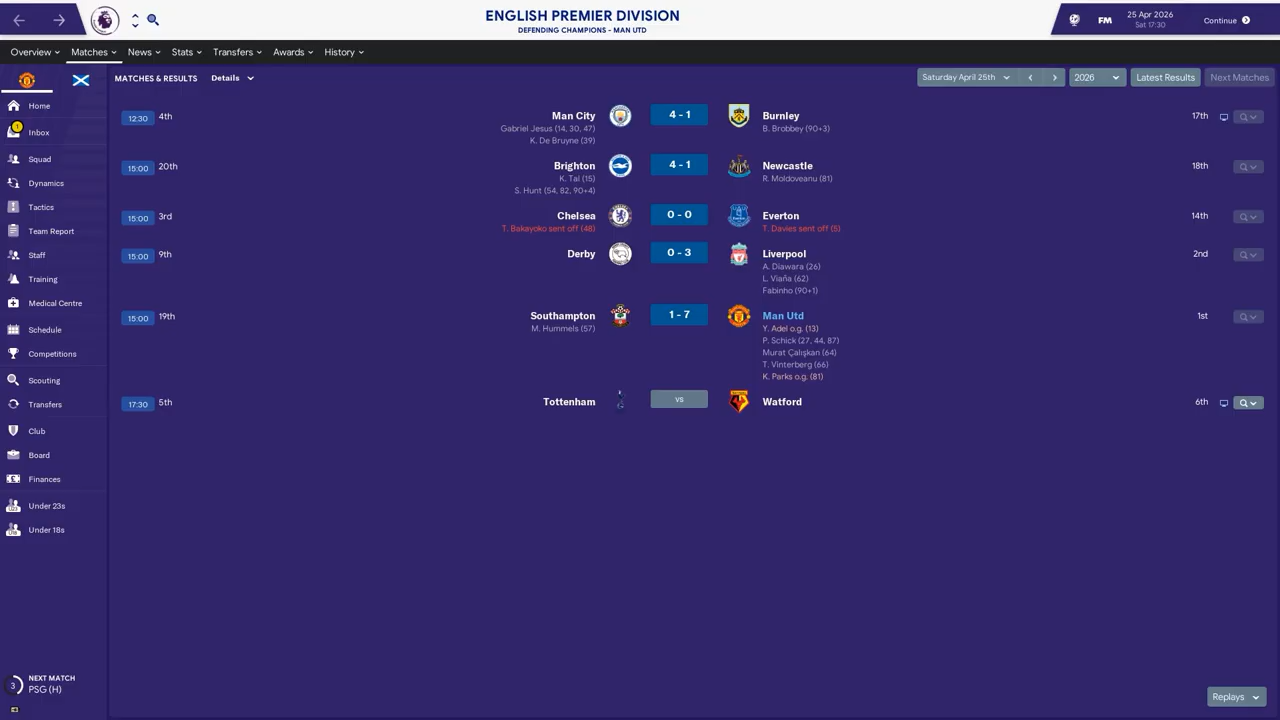 ENGLISH PREMIER DIVISION
DEFENDING CHAMPIONS - MAN UTD
FM
25 Apr 2026
Sat 17:30
Continue
Overview Matches News Stats Transfers Awards History
MATCHES & RESULTS Details
Saturday April 25th 2026 Latest Results Next Matches
Home
1
Inbox
Squad
Dynamics
Tactics
Team Report
Staff
Training
Medical Centre
Schedule
Competitions
Scouting
Transfers
Club
Board
Finances
Under 23s
Under 18s
12:30 4th Man City 4 - 1 Burnley 17th
Gabriel Jesus (14, 30, 47) B. Brobbey (90+3)
K. De Bruyne (39)
15:00 20th Brighton 4 - 1 Newcastle 18th
K. Tal (15) R. Moldoveanu (81)
S. Hunt (54, 82, 90+4)
15:00 3rd Chelsea 0 - 0 Everton 14th
T. Bakayoko sent off (48) T. Davies sent off (5)
15:00 9th Derby 0 - 3 Liverpool 2nd
A. Diawara (26)
L. Viaña (62)
Fabinho (90+1)
15:00 19th Southampton 1 - 7 Man Utd 1st
M. Hummels (57) Y. Adel o.g. (13)
P. Schick (27, 44, 87)
Murat Çalışkan (64)
T. Vinterberg (66)
K. Parks o.g. (81)
17:30 5th Tottenham vs Watford 6th
3
NEXT MATCH
PSG (H)
Replays